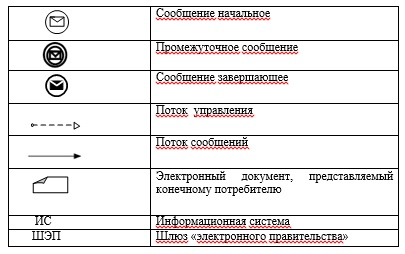 Сообщение начальное
Промежуточное сообщение
Сообщение завершающее
Поток управления
Поток сообщений
Электронный документ, представляемый
конечному потребителю
ИС Информационная система
ШЭП Шлюз «электронного правительства»